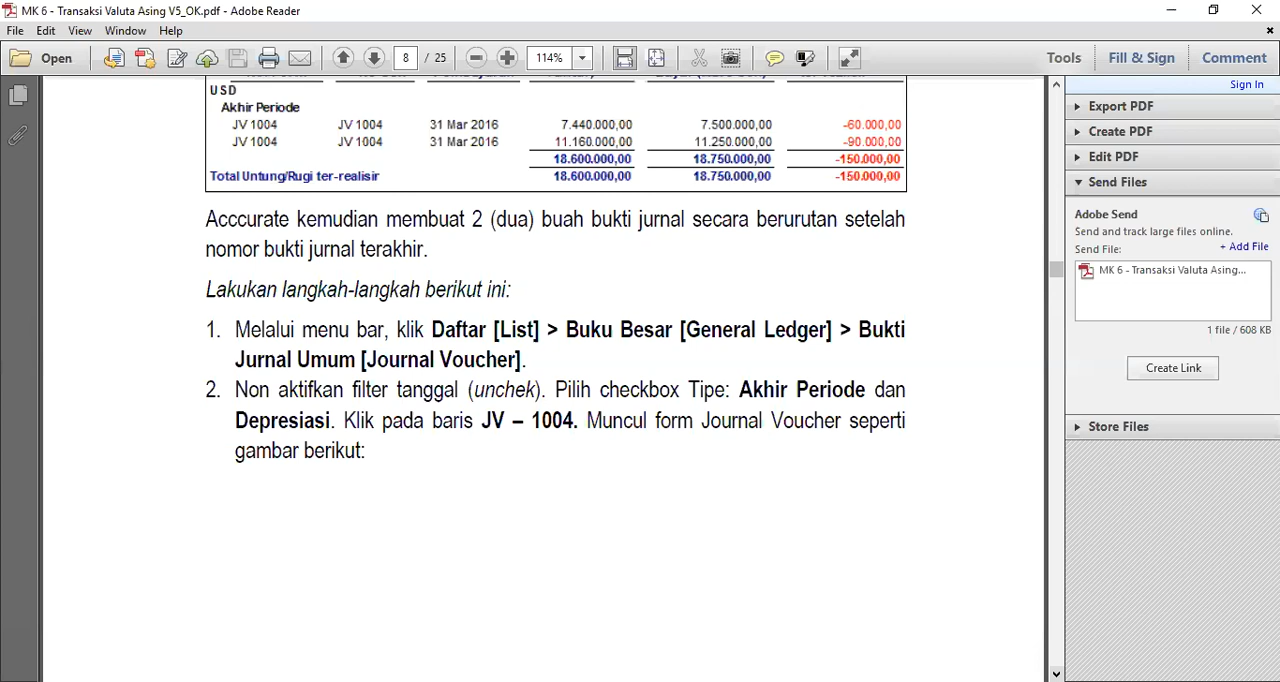 MK 6 - Transaksi Valuta Asing V5_OK.pdf - Adobe Reader
File Edit View Window Help
Open 8 / 25 114% Tools Fill & Sign Comment
Sign In
USD
Akhir Periode
JV 1004 JV 1004 31 Mar 2016 7.440.000,00 7.500.000,00 -60.000,00
JV 1004 JV 1004 31 Mar 2016 11.160.000,00 11.250.000,00 -90.000,00
18.600.000,00 18.750.000,00 -150.000,00
Total Untung/Rugi ter-realisir 18.600.000,00 18.750.000,00 -150.000,00
Acccurate kemudian membuat 2 (dua) buah bukti jurnal secara berurutan setelah
nomor bukti jurnal terakhir.
Lakukan langkah-langkah berikut ini:
1. Melalui menu bar, klik Daftar [List] > Buku Besar [General Ledger] > Bukti
Jurnal Umum [Journal Voucher].
2. Non aktifkan filter tanggal (unchek). Pilih checkbox Tipe: Akhir Periode dan
Depresiasi. Klik pada baris JV – 1004. Muncul form Journal Voucher seperti
gambar berikut:
Export PDF
Create PDF
Edit PDF
Send Files
Adobe Send
Send and track large files online.
Send File:
+ Add File
MK 6 - Transaksi Valuta Asing...
1 file / 608 KB
Create Link
Store Files